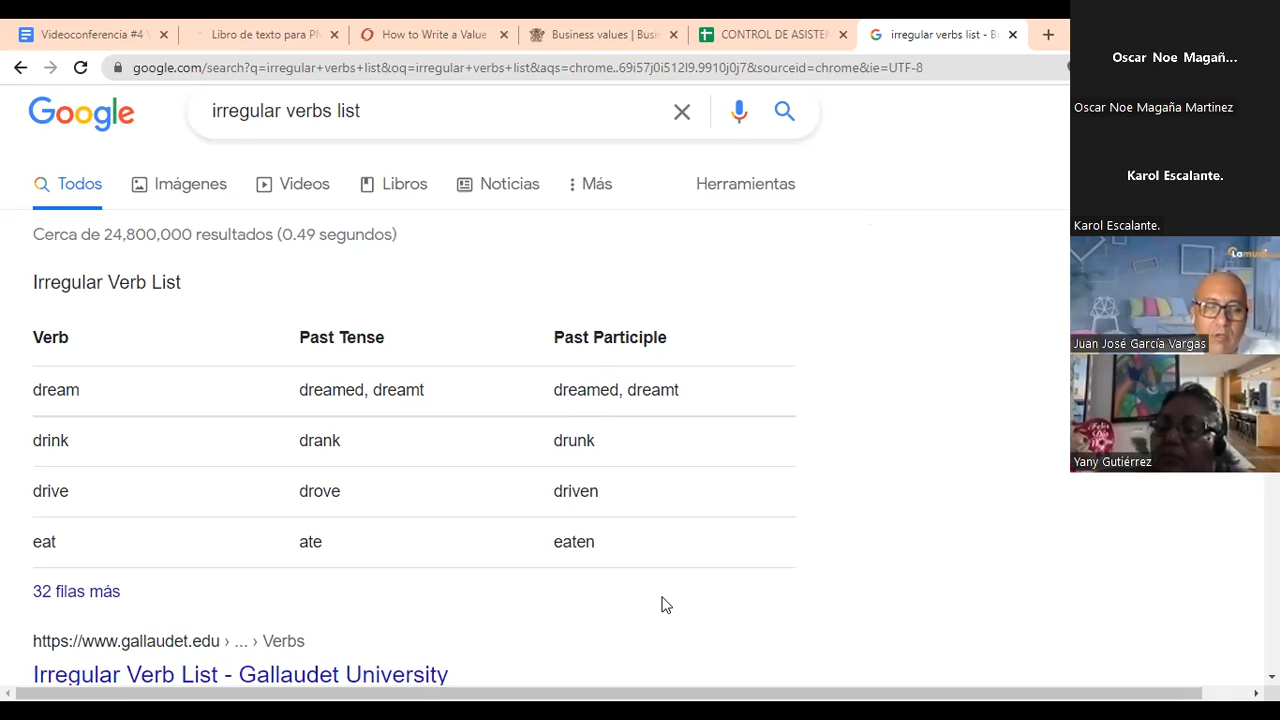 Videoconferencia #4 V
Libro de texto para PN
How to Write a Value
Business values | Busi
CONTROL DE ASISTEN
irregular verbs list - B
google.com/search?q=irregular+verbs+list&oq=irregular+verbs+list&aqs=chrome..69i57j0i512l9.9910j0j7&sourceid=chrome&ie=UTF-8
Google
irregular verbs list
Todos
Imágenes
Videos
Libros
Noticias
Más
Herramientas
Cerca de 24,800,000 resultados (0.49 segundos)
Irregular Verb List
Verb Past Tense Past Participle
dream dreamed, dreamt dreamed, dreamt
drink drank drunk
drive drove driven
eat ate eaten
32 filas más
https://www.gallaudet.edu › ... › Verbs
Irregular Verb List - Gallaudet University
Oscar Noe Magañ...
Oscar Noe Magaña Martinez
Karol Escalante.
Karol Escalante.
Lamudi
Juan José García Vargas
Feliz
Día
Yany Gutiérrez